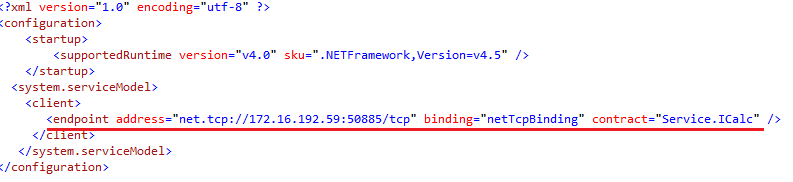 <?xml version="1.0" encoding="utf-8" ?>
<configuration>
<startup>
<supportedRuntime version="v4.0" sku=".NETFramework,Version=v4.5" />
</startup>
<system.serviceModel>
<client>
<endpoint address="net.tcp://172.16.192.59:50885/tcp" binding="netTcpBinding" contract="Service.ICalc" />
</client>
</system.serviceModel>
</configuration>